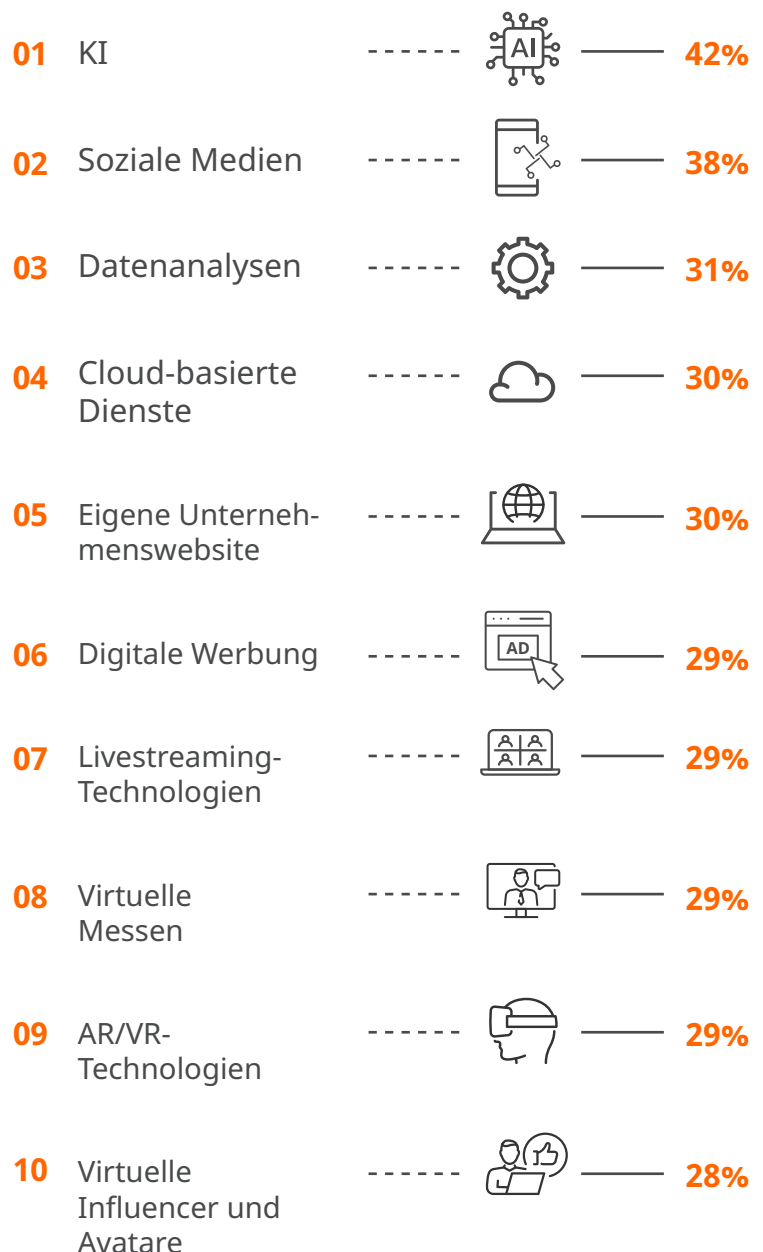 01 KI AI 42%
02 Soziale Medien 38%
03 Datenanalysen 31%
04 Cloud-basierte 30%
Dienste
05 Eigene Unterneh- 30%
menswebsite
06 Digitale Werbung AD 29%
07 Livestreaming- 29%
Technologien
08 Virtuelle 29%
Messen
09 AR/VR- 29%
Technologien
10 Virtuelle 28%
Influencer und
Avatare